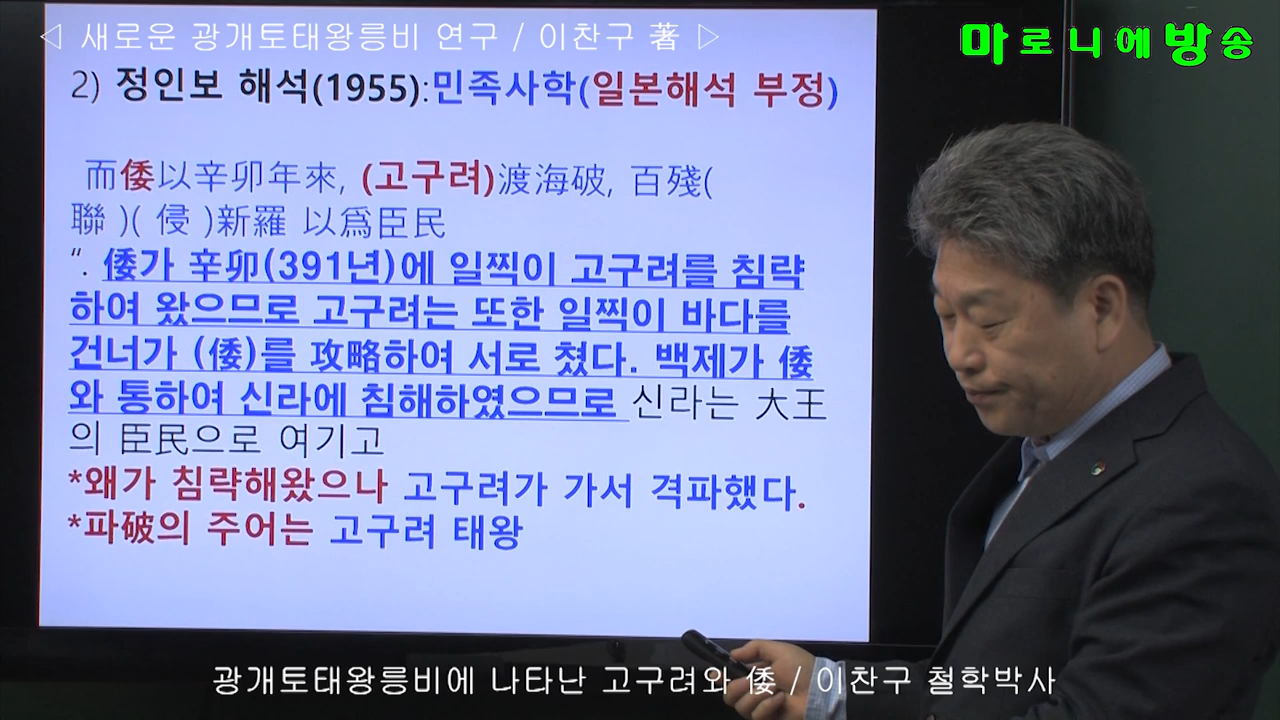 ◁ 새로운 광개토태왕릉비 연구 / 이찬구 著 ▷
마로니에방송
2) 정인보 해석(1955):민족사학(일본해석 부정)
而倭以辛卯年來, (고구려)渡海破, 百殘(
聯 )( 侵 )新羅 以爲臣民
“. 倭가 辛卯(391년)에 일찍이 고구려를 침략
하여 왔으므로 고구려는 또한 일찍이 바다를
건너가 (倭)를 攻略하여 서로 쳤다. 백제가 倭
와 통하여 신라에 침해하였으므로 신라는 大王
의 臣民으로 여기고
*왜가 침략해왔으나 고구려가 가서 격파했다.
*파破의 주어는 고구려 태왕
광개토태왕릉비에 나타난 고구려와 倭 / 이찬구 철학박사